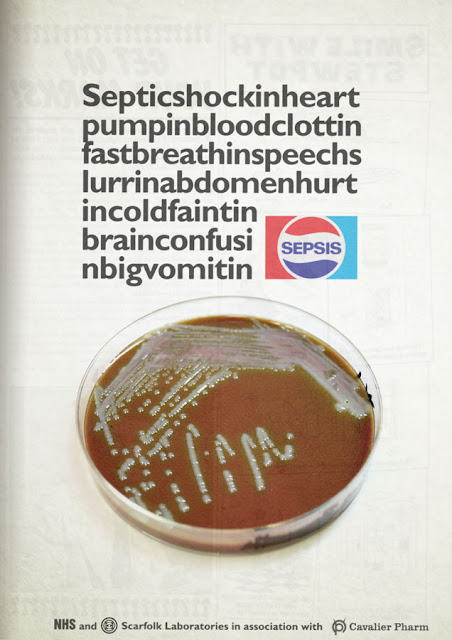 Septicshockinheart
pumpinbloodclottin
fastbreathinspeechs
lurrinabdomenhurt
incoldfaintin
brainconfusi
nbigvomitin
SEPSIS
NHS and Scarfolk Laboratories in association with Cavalier Pharm